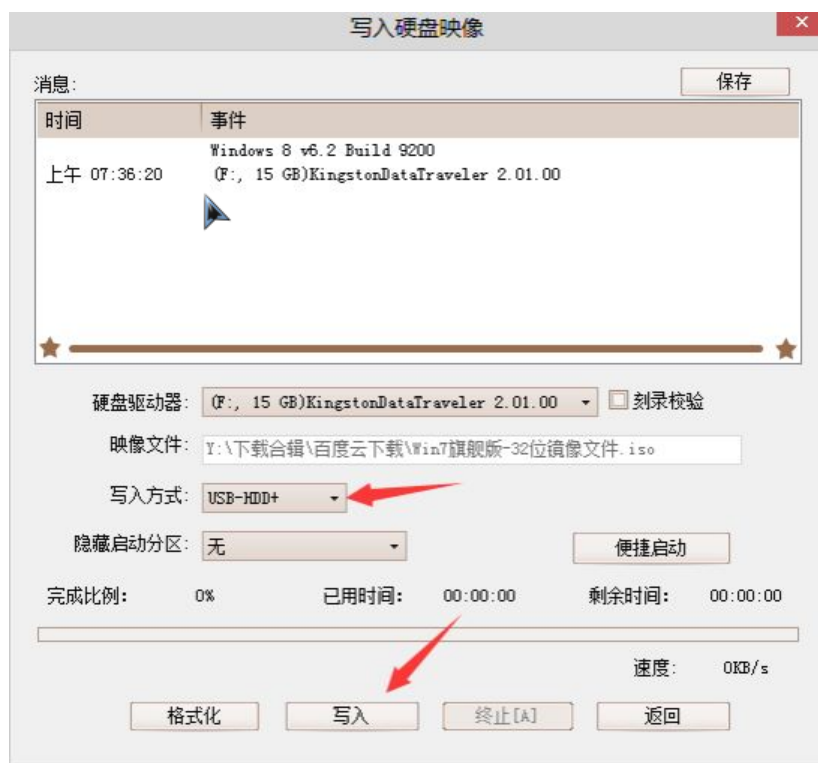 写入硬盘映像
消息:
保存
时间 事件
Windows 8 v6.2 Build 9200
上午 07:36:20 (F:, 15 GB)KingstonDataTraveler 2.01.00
硬盘驱动器: (F:, 15 GB)KingstonDataTraveler 2.01.00 刻录校验
映像文件: Y:\下载合辑\百度云下载\Win7旗舰版-32位镜像文件.iso
写入方式: USB-HDD+
隐藏启动分区: 无 便捷启动
完成比例: 0% 已用时间: 00:00:00 剩余时间: 00:00:00
速度: 0KB/s
格式化 写入 终止[A] 返回